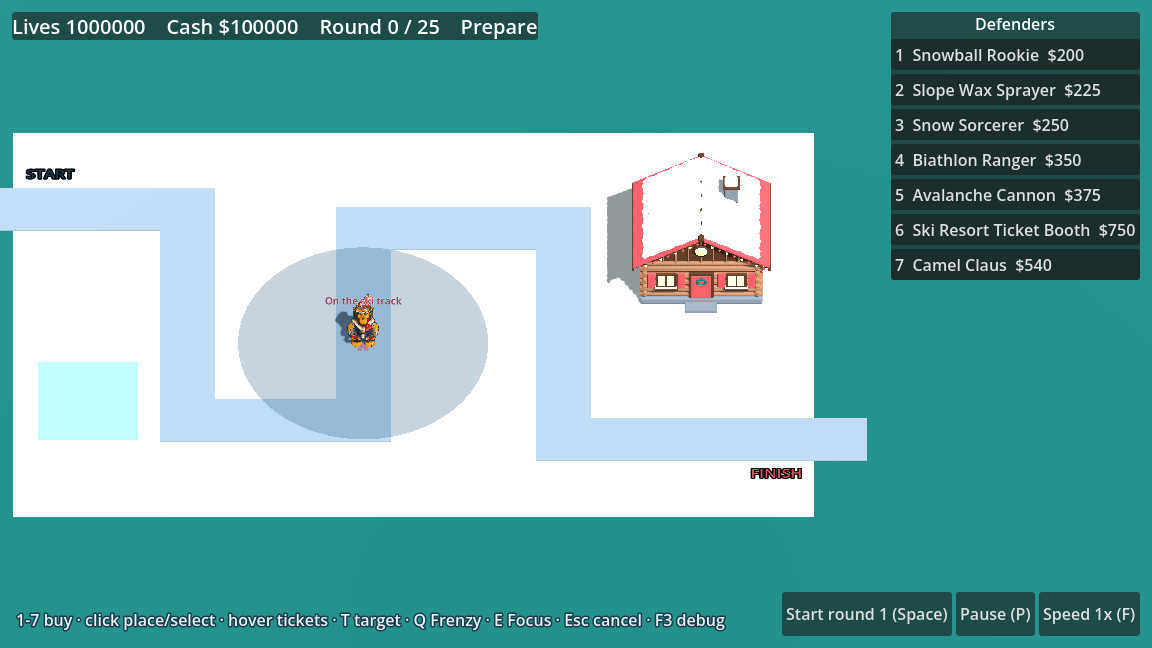 Lives 1000000 Cash $100000 Round 0 / 25 Prepare
Defenders
1 Snowball Rookie $200
2 Slope Wax Sprayer $225
3 Snow Sorcerer $250
4 Biathlon Ranger $350
5 Avalanche Cannon $375
6 Ski Resort Ticket Booth $750
7 Camel Claus $540
START
On the ski track
FINISH
1-7 buy · click place/select · hover tickets · T target · Q Frenzy · E Focus · Esc cancel · F3 debug
Start round 1 (Space) Pause (P) Speed 1x (F)